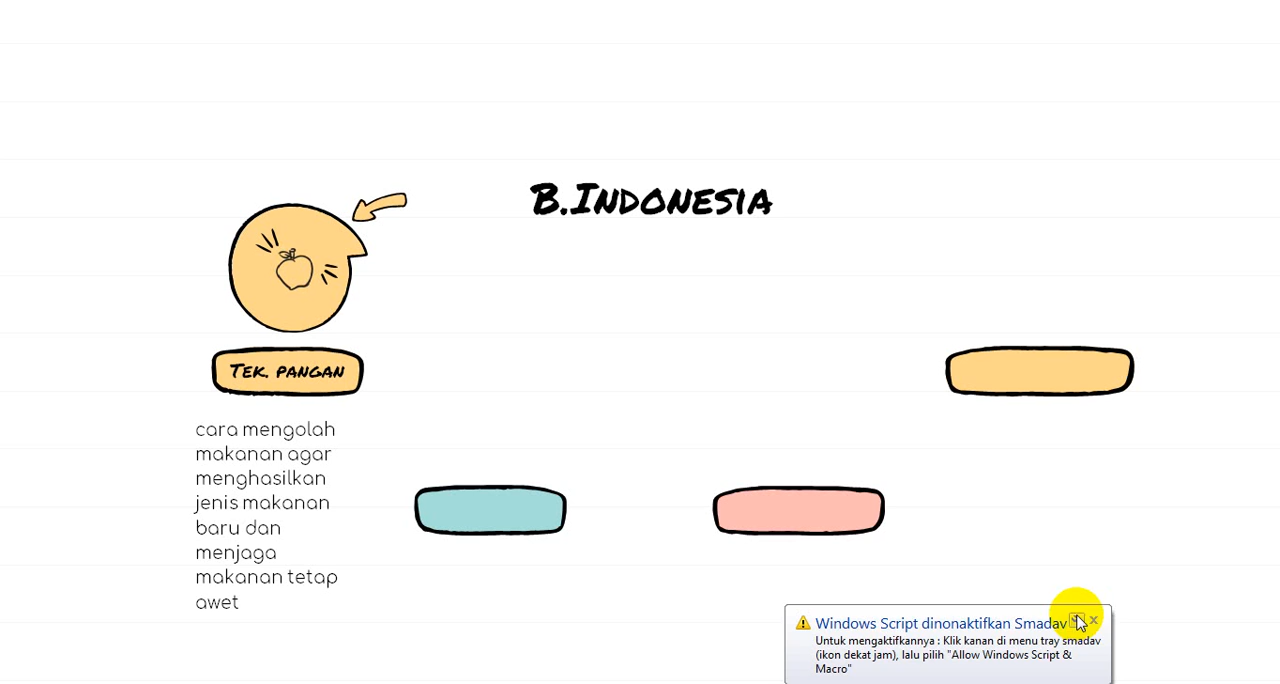 B.Indonesia
Tek. pangan
cara mengolah
makanan agar
menghasilkan
jenis makanan
baru dan
menjaga
makanan tetap
awet
Windows Script dinonaktifkan Smadav
Untuk mengaktifkannya : Klik kanan di menu tray smadav
(ikon dekat jam), lalu pilih "Allow Windows Script &
Macro"